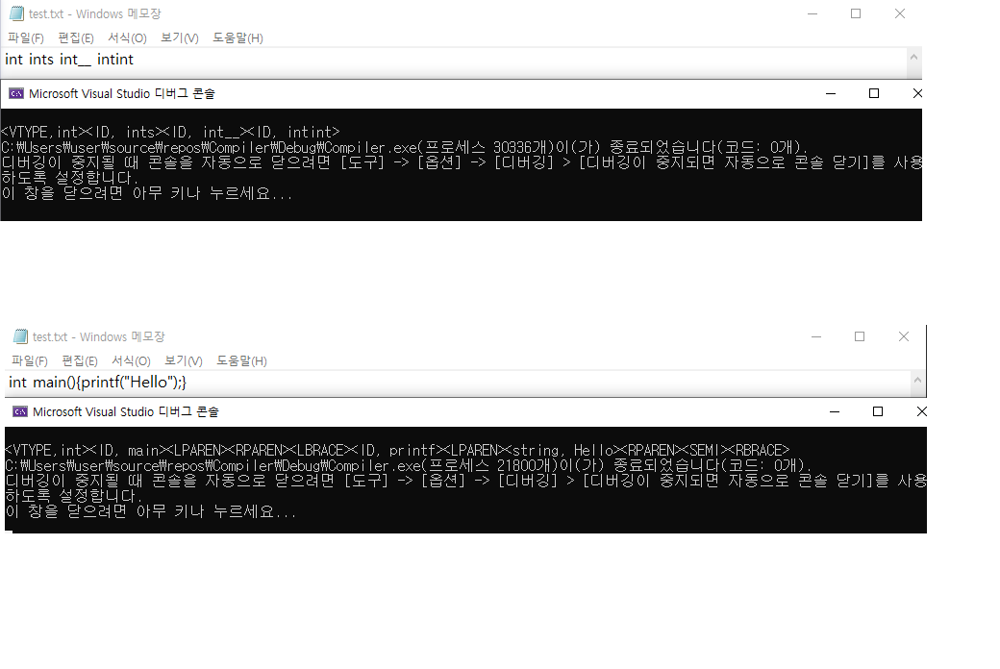 test.txt - Windows 메모장
파일(F) 편집(E) 서식(O) 보기(V) 도움말(H)
int ints int__ intint
Microsoft Visual Studio 디버그 콘솔
<VTYPE,int><ID, ints><ID, int__><ID, intint>
C:₩Users₩user₩source₩repos₩Compiler₩Debug₩Compiler.exe(프로세스 30336개)이(가) 종료되었습니다(코드: 0개).
디버깅이 중지될 때 콘솔을 자동으로 닫으려면 [도구] -> [옵션] -> [디버깅] > [디버깅이 중지되면 자동으로 콘솔 닫기]를 사용
하도록 설정합니다.
이 창을 닫으려면 아무 키나 누르세요...
test.txt - Windows 메모장
파일(F) 편집(E) 서식(O) 보기(V) 도움말(H)
int main(){printf("Hello");}
Microsoft Visual Studio 디버그 콘솔
<VTYPE,int><ID, main><LPAREN><RPAREN><LBRACE><ID, printf><LPAREN><string, Hello><RPAREN><SEMI><RBRACE>
C:₩Users₩user₩source₩repos₩Compiler₩Debug₩Compiler.exe(프로세스 21800개)이(가) 종료되었습니다(코드: 0개).
디버깅이 중지될 때 콘솔을 자동으로 닫으려면 [도구] -> [옵션] -> [디버깅] > [디버깅이 중지되면 자동으로 콘솔 닫기]를 사용
하도록 설정합니다.
이 창을 닫으려면 아무 키나 누르세요...